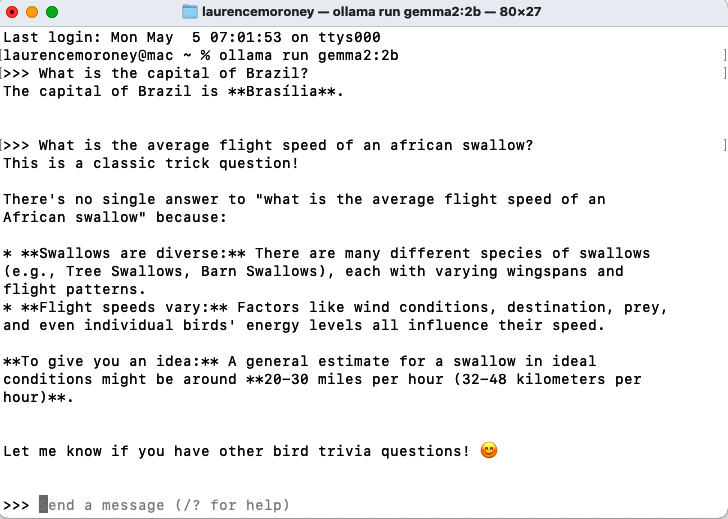 laurencemoroney — ollama run gemma2:2b — 80×27
Last login: Mon May  5 07:01:53 on ttys000
[laurencemoroney@mac ~ % ollama run gemma2:2b ]
[>>> What is the capital of Brazil? ]
The capital of Brazil is **Brasília**.
[>>> What is the average flight speed of an african swallow? ]
This is a classic trick question!
There's no single answer to "what is the average flight speed of an
African swallow" because:
* **Swallows are diverse:** There are many different species of swallows
(e.g., Tree Swallows, Barn Swallows), each with varying wingspans and
flight patterns.
* **Flight speeds vary:** Factors like wind conditions, destination, prey,
and even individual birds' energy levels all influence their speed.
**To give you an idea:** A general estimate for a swallow in ideal
conditions might be around **20-30 miles per hour (32-48 kilometers per
hour)**.
Let me know if you have other bird trivia questions! 😊
>>> Send a message (/? for help)